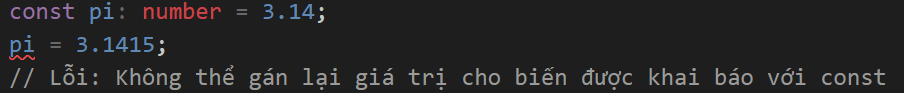 const pi: number = 3.14;
pi = 3.1415;
// Lỗi: Không thể gán lại giá trị cho biến được khai báo với const